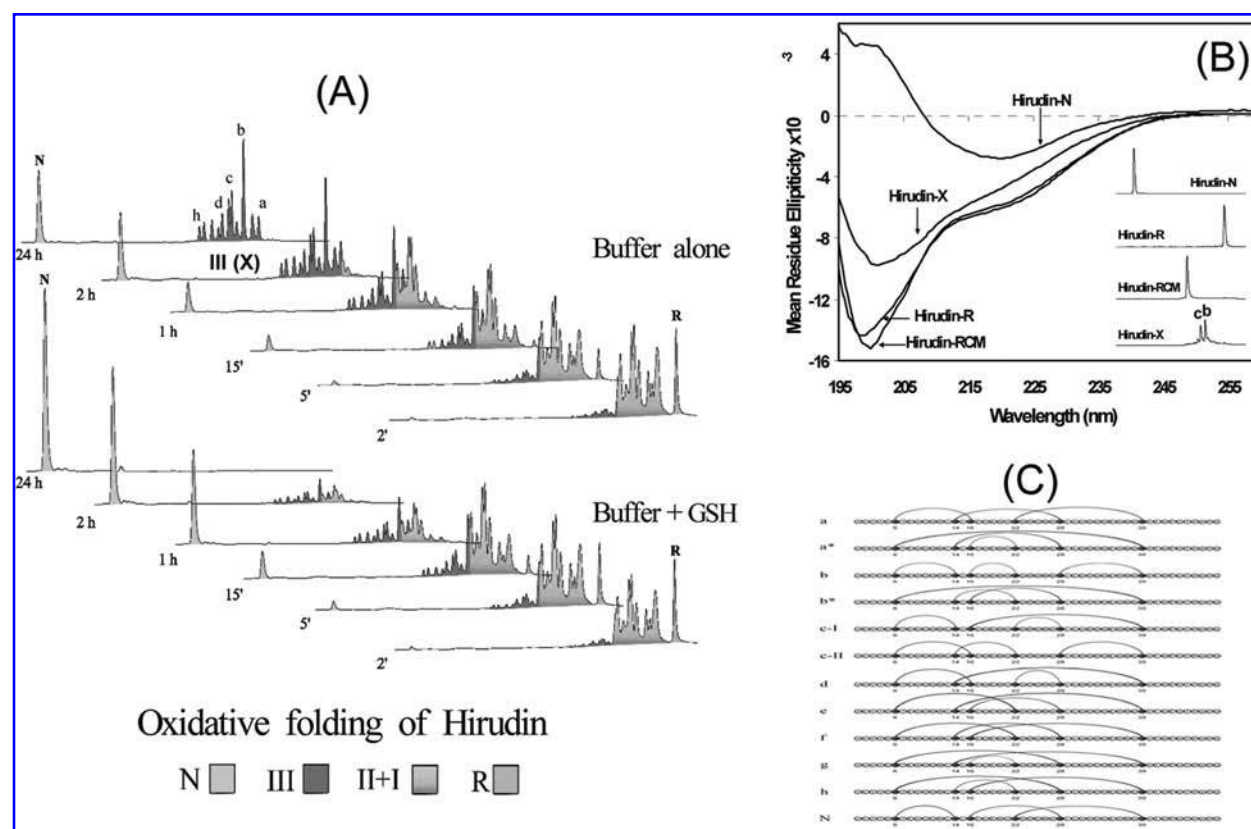 (A)
b
N
c
d
a
h
24 h
III (X)
Buffer alone
N
2 h
1 h
R
15'
5'
2'
24 h
2 h
Buffer + GSH
1 h
R
15'
5'
2'
Oxidative folding of Hirudin
N III II+I R
(B)
Mean Residue Ellipiticity x10 -3
4
0
-4
-8
-12
-16
Hirudin-N
Hirudin-X
Hirudin-R
Hirudin-RCM
Hirudin-N
Hirudin-R
Hirudin-RCM
c b
Hirudin-X
195 205 215 225 235 245 255
Wavelength (nm)
(C)
a
a*
b
b*
c-I
c-II
d
e
f
g
h
N